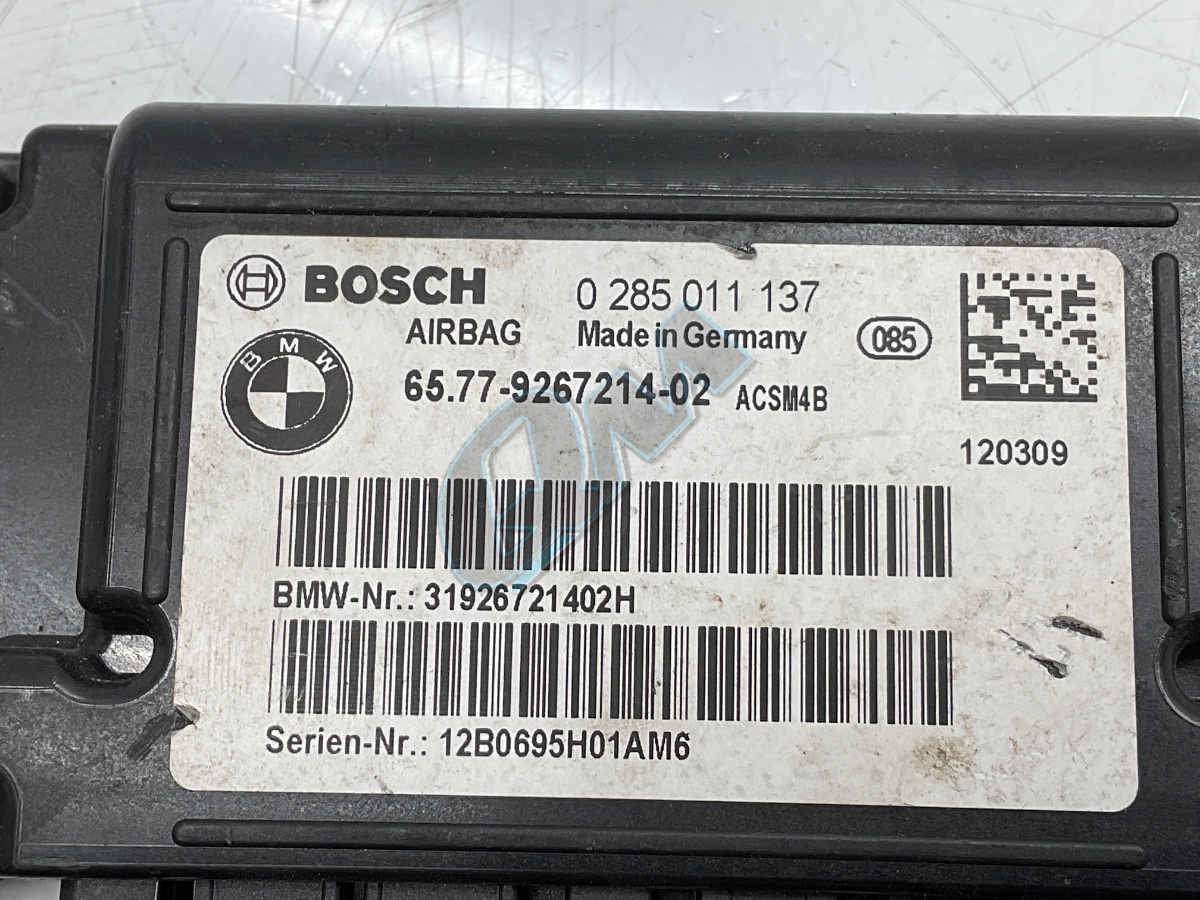 BOSCH 0 285 011 137
AIRBAG Made in Germany 085
BMW
65.77-9267214-02 ACSM4B
120309
BMW-Nr.: 31926721402H
Serien-Nr.: 12B0695H01AM6